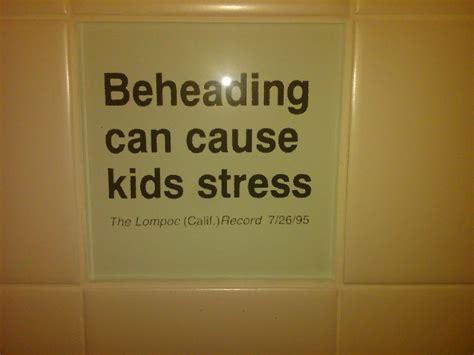 Beheading
can cause
kids stress
The Lompoc (Calif.) Record 7/26/95